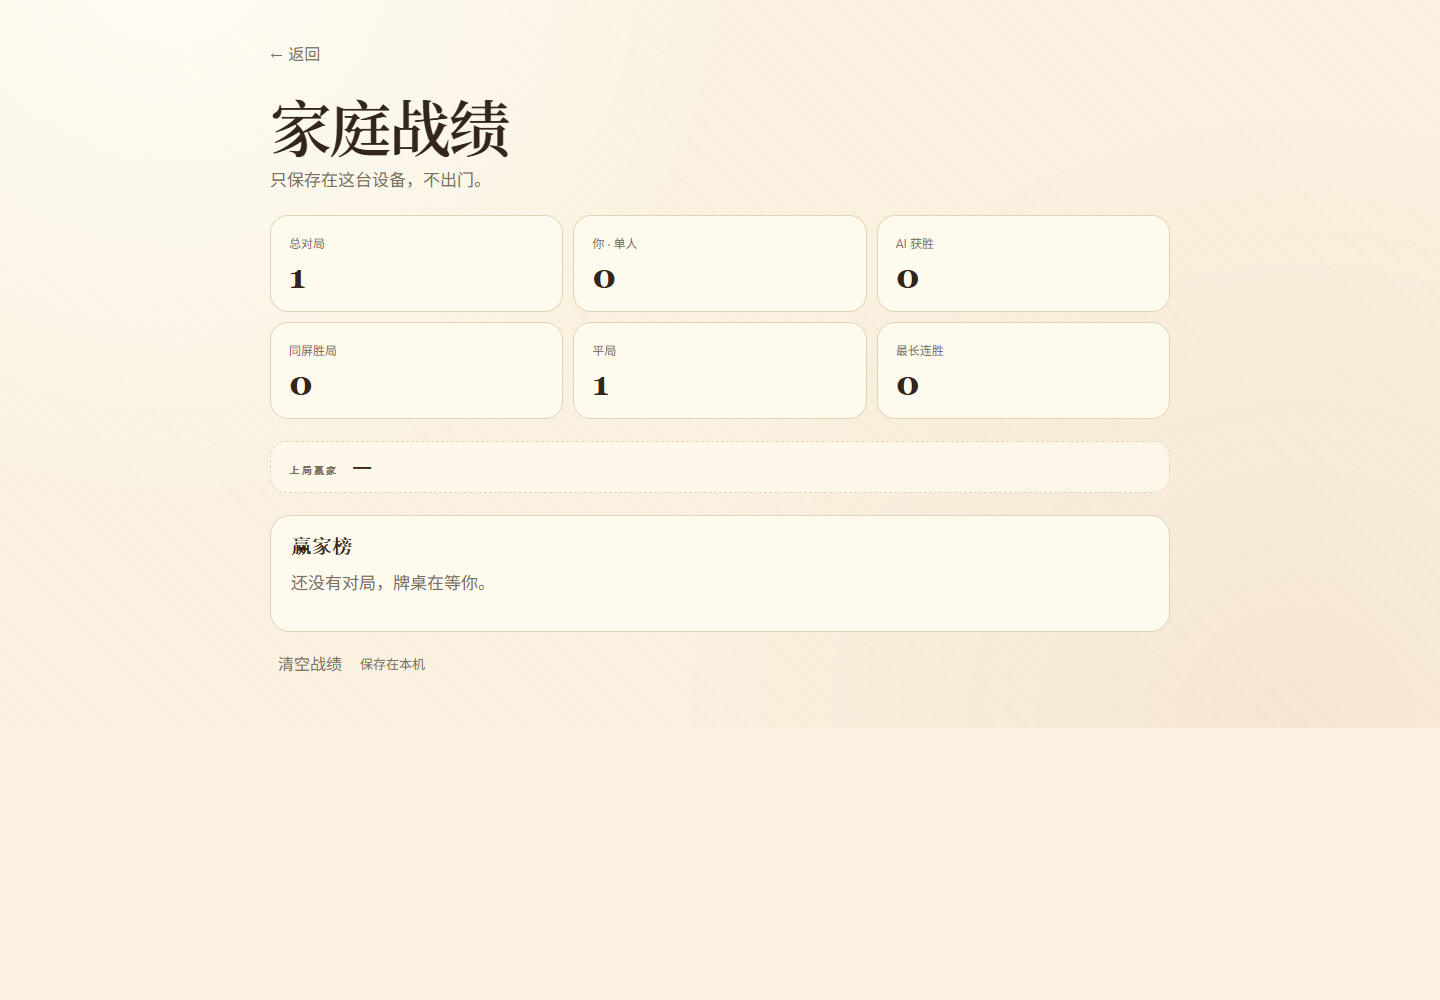 ← 返回
家庭战绩
只保存在这台设备，不出门。
总对局
1
你 · 单人
0
AI 获胜
0
同屏胜局
0
平局
1
最长连胜
0
上局赢家 —
赢家榜
还没有对局，牌桌在等你。
清空战绩 保存在本机